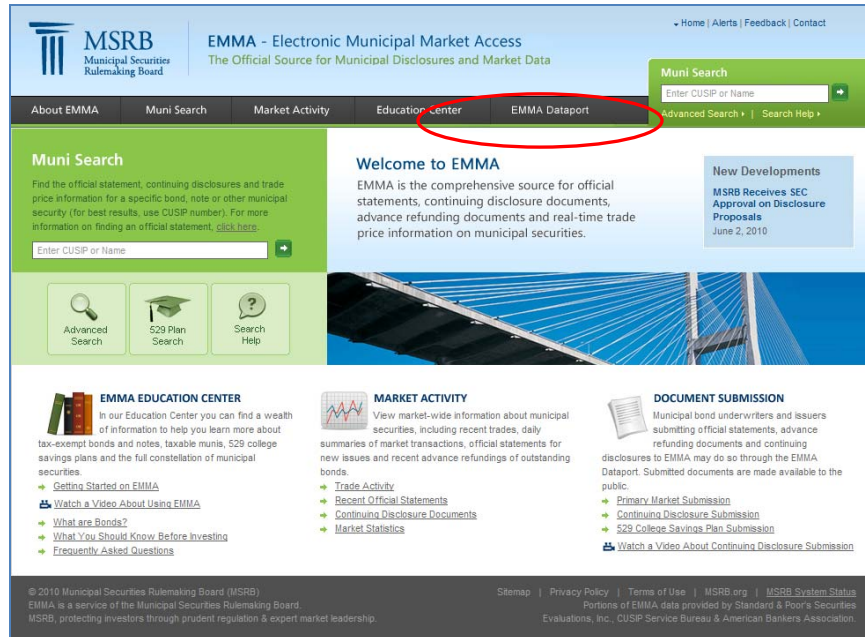 Home | Alerts | Feedback | Contact
MSRB
Municipal Securities
Rulemaking Board
EMMA - Electronic Municipal Market Access
The Official Source for Municipal Disclosures and Market Data
Muni Search
Enter CUSIP or Name
Advanced Search | Search Help
About EMMA Muni Search Market Activity Education Center EMMA Dataport
Muni Search
Find the official statement, continuing disclosures and trade
price information for a specific bond, note or other municipal
security (for best results, use CUSIP number). For more
information on finding an official statement, click here.
Enter CUSIP or Name
Advanced
Search
529 Plan
Search
Search
Help
Welcome to EMMA
EMMA is the comprehensive source for official
statements, continuing disclosure documents,
advance refunding documents and real-time trade
price information on municipal securities.
New Developments
MSRB Receives SEC
Approval on Disclosure
Proposals
June 2, 2010
EMMA EDUCATION CENTER
In our Education Center you can find a wealth
of information to help you learn more about
tax-exempt bonds and notes, taxable munis, 529 college
savings plans and the full constellation of municipal
securities.
Getting Started on EMMA
Watch a Video About Using EMMA
What are Bonds?
What You Should Know Before Investing
Frequently Asked Questions
MARKET ACTIVITY
View market-wide information about municipal
securities, including recent trades, daily
summaries of market transactions, official statements for
new issues and recent advance refundings of outstanding
bonds.
Trade Activity
Recent Official Statements
Continuing Disclosure Documents
Market Statistics
DOCUMENT SUBMISSION
Municipal bond underwriters and issuers
submitting official statements, advance
refunding documents and continuing
disclosures to EMMA may do so through the EMMA
Dataport. Submitted documents are made available to the
public.
Primary Market Submission
Continuing Disclosure Submission
529 College Savings Plan Submission
Watch a Video About Continuing Disclosure Submission
© 2010 Municipal Securities Rulemaking Board (MSRB)
EMMA is a service of the Municipal Securities Rulemaking Board.
MSRB, protecting investors through prudent regulation & expert market leadership.
Sitemap | Privacy Policy | Terms of Use | MSRB.org | MSRB System Status
Portions of EMMA data provided by Standard & Poor's Securities
Evaluations, Inc., CUSIP Service Bureau & American Bankers Association.